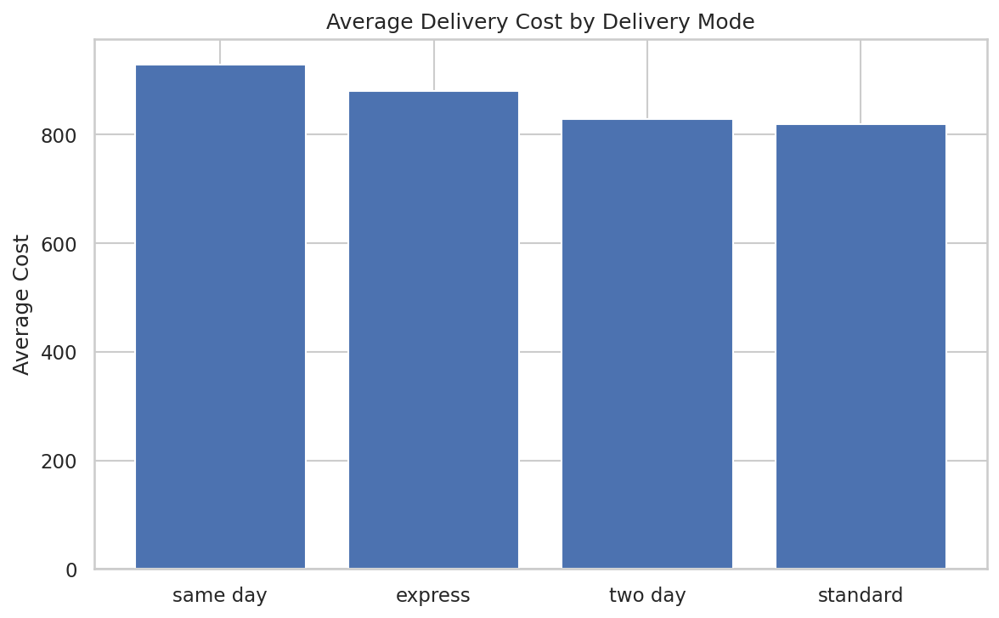 Average Delivery Cost by Delivery Mode
Average Cost
800
600
400
200
0
same day
express
two day
standard